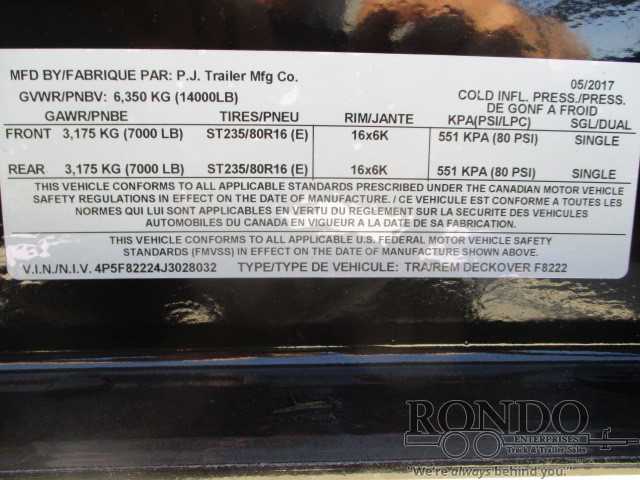 MFD BY/FABRIQUE PAR: P.J. Trailer Mfg Co. 05/2017
GVWR/PNBV: 6,350 KG (14000LB) COLD INFL. PRESS./PRESS.
DE GONF A FROID
GAWR/PNBE TIRES/PNEU RIM/JANTE KPA(PSI/LPC) SGL/DUAL
FRONT 3,175 KG (7000 LB) ST235/80R16 (E) 16x6K 551 KPA (80 PSI) SINGLE
REAR 3,175 KG (7000 LB) ST235/80R16 (E) 16x6K 551 KPA (80 PSI) SINGLE
THIS VEHICLE CONFORMS TO ALL APPLICABLE STANDARDS PRESCRIBED UNDER THE CANADIAN MOTOR VEHICLE
SAFETY REGULATIONS IN EFFECT ON THE DATE OF MANUFACTURE. / CE VEHICULE EST CONFORME A TOUTES LES
NORMES QUI LUI SONT APPLICABLES EN VERTU DU REGLEMENT SUR LA SECURITE DES VEHICULES
AUTOMOBILES DU CANADA EN VIGUEUR A LA DATE DE SA FABRICATION.
THIS VEHICLE CONFORMS TO ALL APPLICABLE U.S. FEDERAL MOTOR VEHICLE SAFETY
STANDARDS (FMVSS) IN EFFECT ON THE DATE OF MANUFACTURE SHOWN ABOVE.
V.I.N./N.I.V. 4P5F82224J3028032 TYPE/TYPE DE VEHICULE: TRA/REM DECKOVER F8222
RONDO
ENTERPRISES
Truck & Trailer Sales
"We're always behind you."